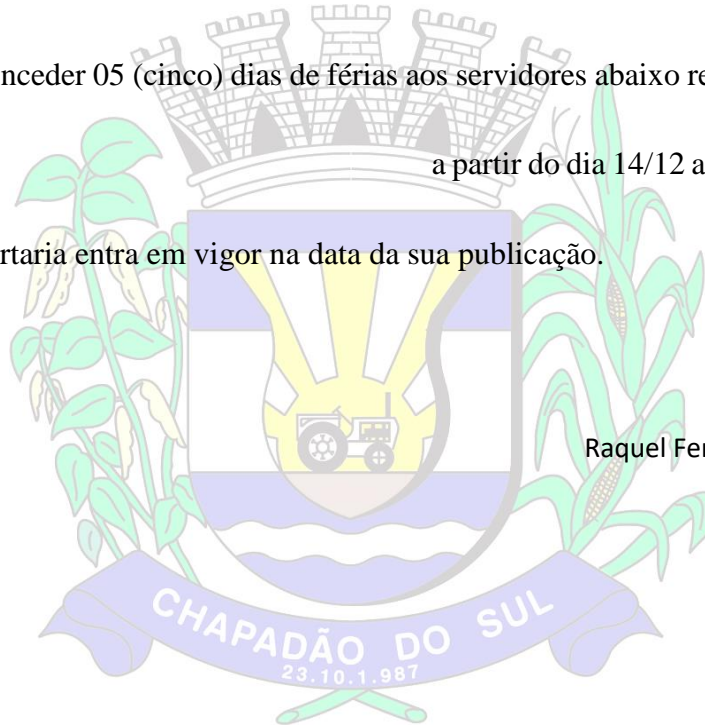 nceder 05 (cinco) dias de férias aos servidores abaixo re
a partir do dia 14/12 a
rtaria entra em vigor na data da sua publicação.
Raquel Fer
CHAPADÃO DO SUL
23.10.1.987